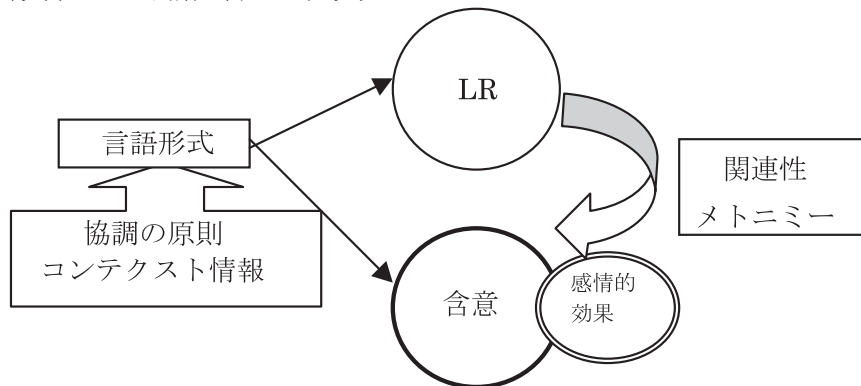 LR
言語形式
関連性
メトニミー
協調の原則
コンテクスト情報
含意
感情的
効果